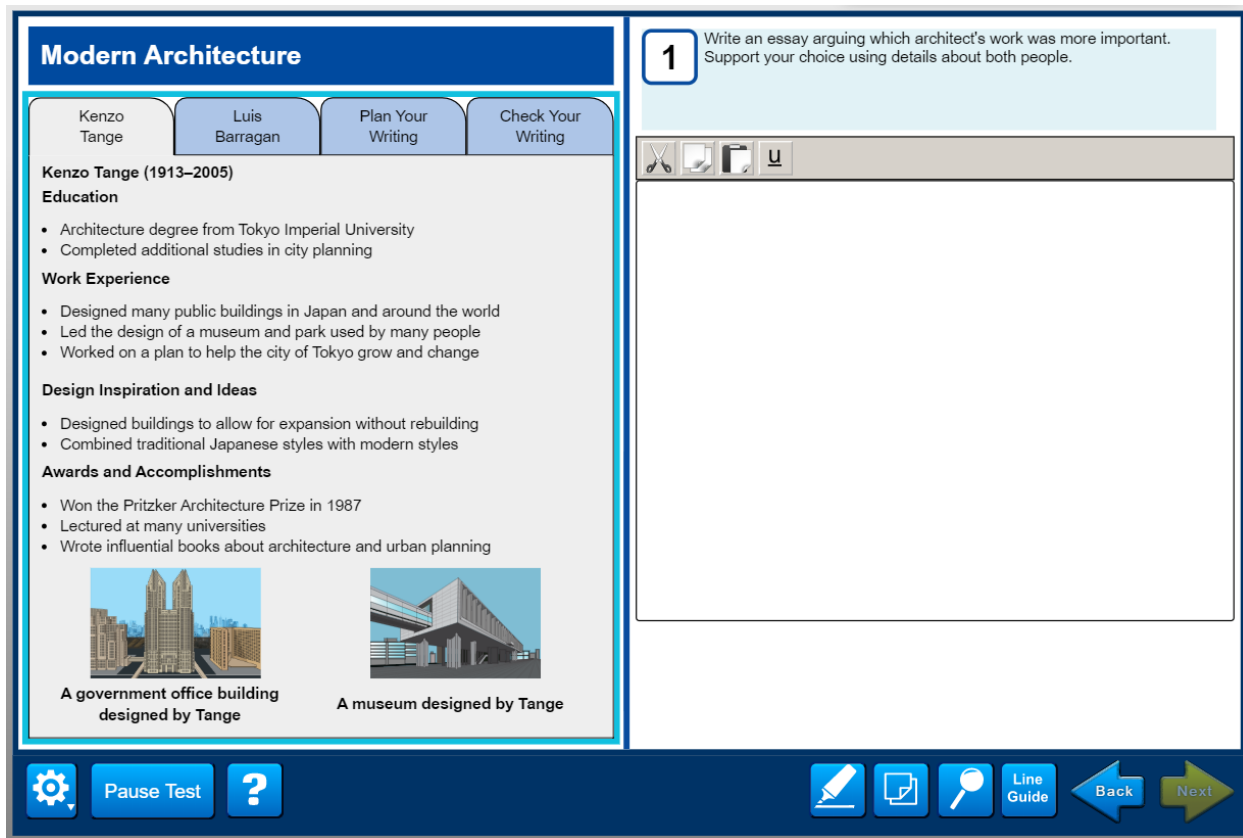 Modern Architecture
Kenzo
Tange
Luis
Barragan
Plan Your
Writing
Check Your
Writing
Kenzo Tange (1913–2005)
Education
• Architecture degree from Tokyo Imperial University
• Completed additional studies in city planning
Work Experience
• Designed many public buildings in Japan and around the world
• Led the design of a museum and park used by many people
• Worked on a plan to help the city of Tokyo grow and change
Design Inspiration and Ideas
• Designed buildings to allow for expansion without rebuilding
• Combined traditional Japanese styles with modern styles
Awards and Accomplishments
• Won the Pritzker Architecture Prize in 1987
• Lectured at many universities
• Wrote influential books about architecture and urban planning
A government office building
designed by Tange
A museum designed by Tange
1
Write an essay arguing which architect's work was more important.
Support your choice using details about both people.
u
Pause Test
?
Line
Guide
Back
Next